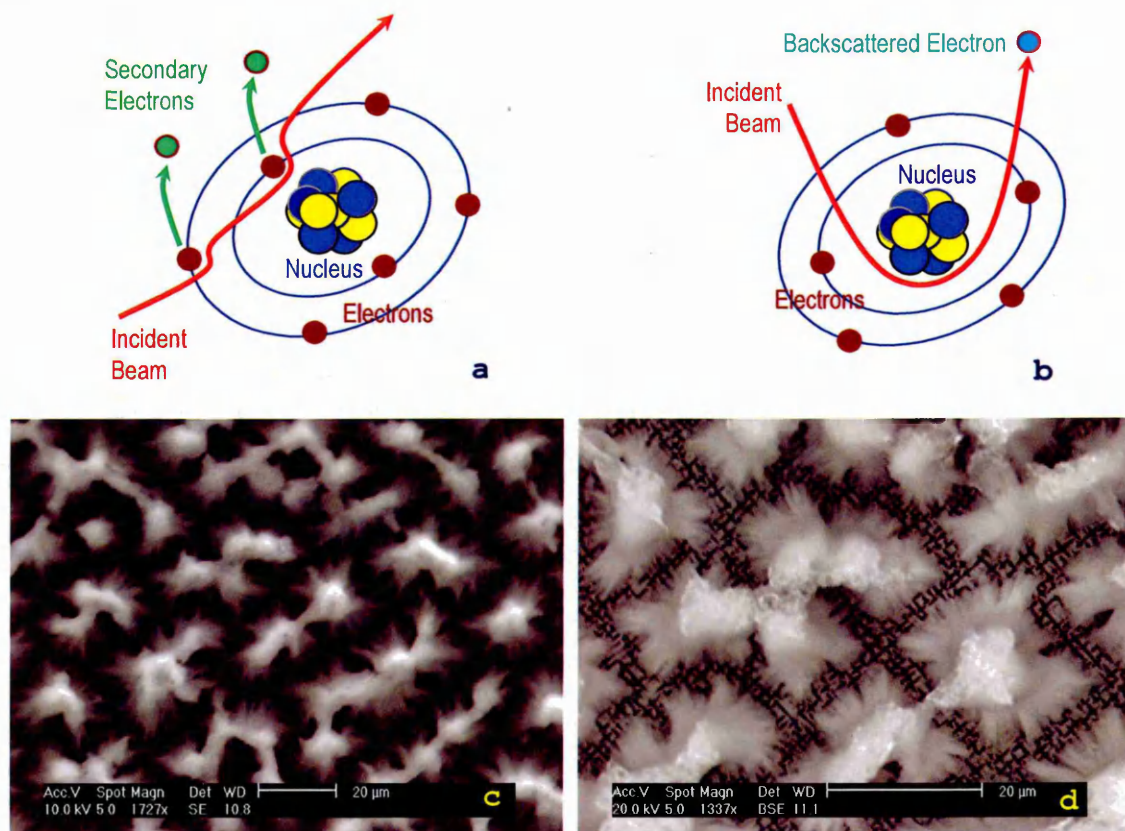 Secondary
Electrons
Nucleus
Electrons
Incident
Beam
a
Backscattered Electron
Incident
Beam
Nucleus
Electrons
b
Acc.V Spot Magn Det WD 20 µm
10.0 kV 5.0 1727x SE 10.8
c
Acc.V Spot Magn Det WD 20 µm
20.0 kV 5.0 1337x BSE 11.1
d